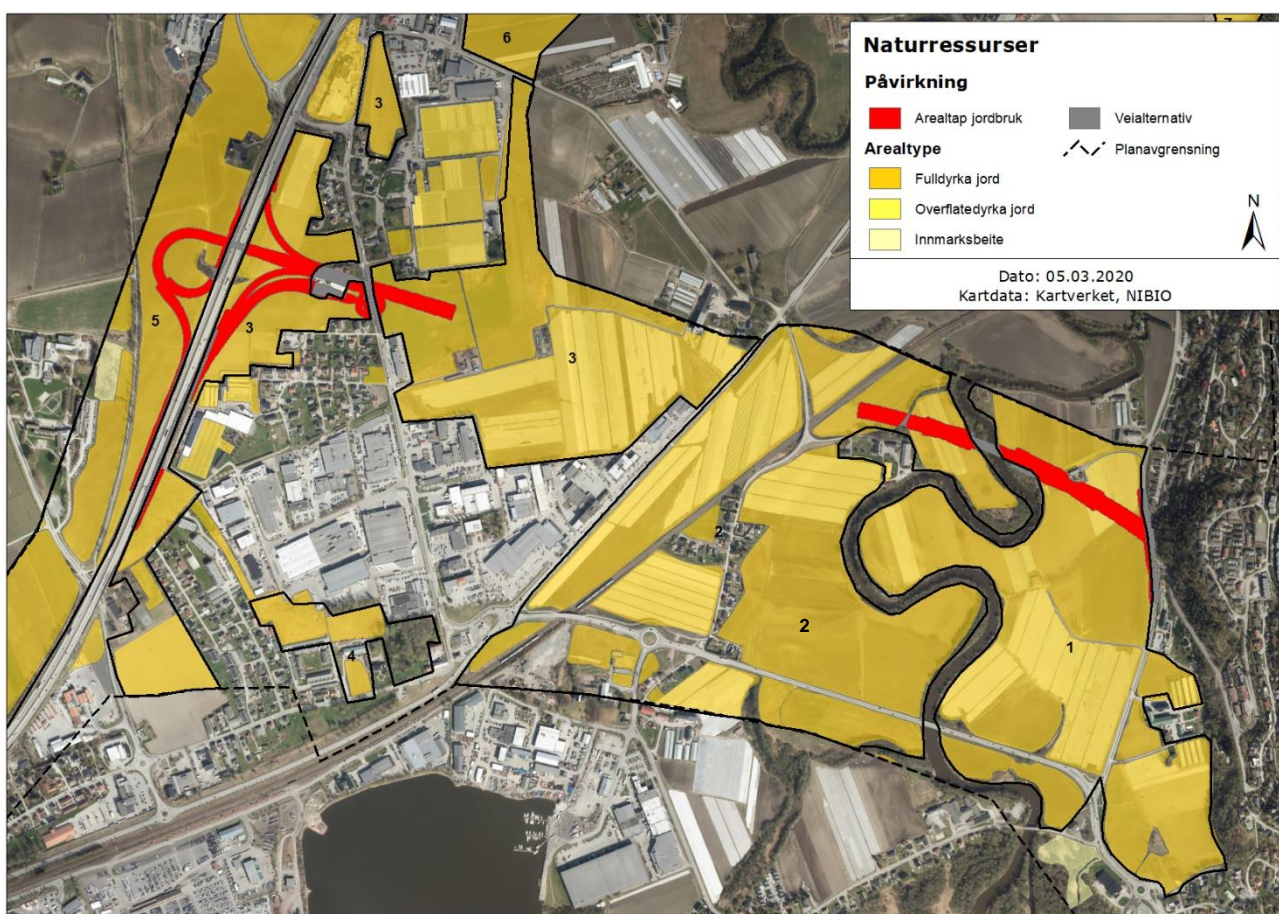 Naturressurser
Påvirkning
Arealtap jordbruk
Veialternativ
Arealtype
Planavgrensning
Fulldyrka jord
Overflatedyrka jord
Innmarksbeite
N
Dato: 05.03.2020
Kartdata: Kartverket, NIBIO
7
6
3
5
3
3
2
2
1
4